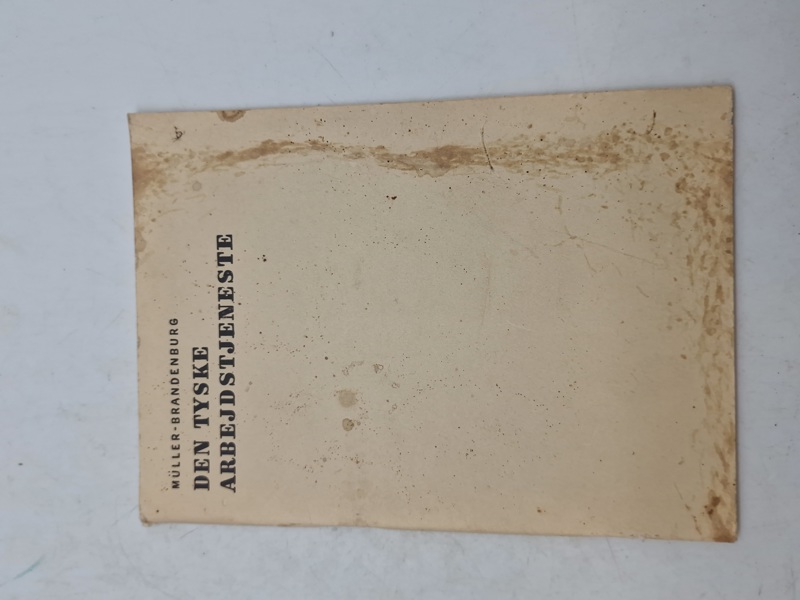 MÜLLER-BRANDENBURG
DEN TYSKE
ARBEJDSTJENESTE